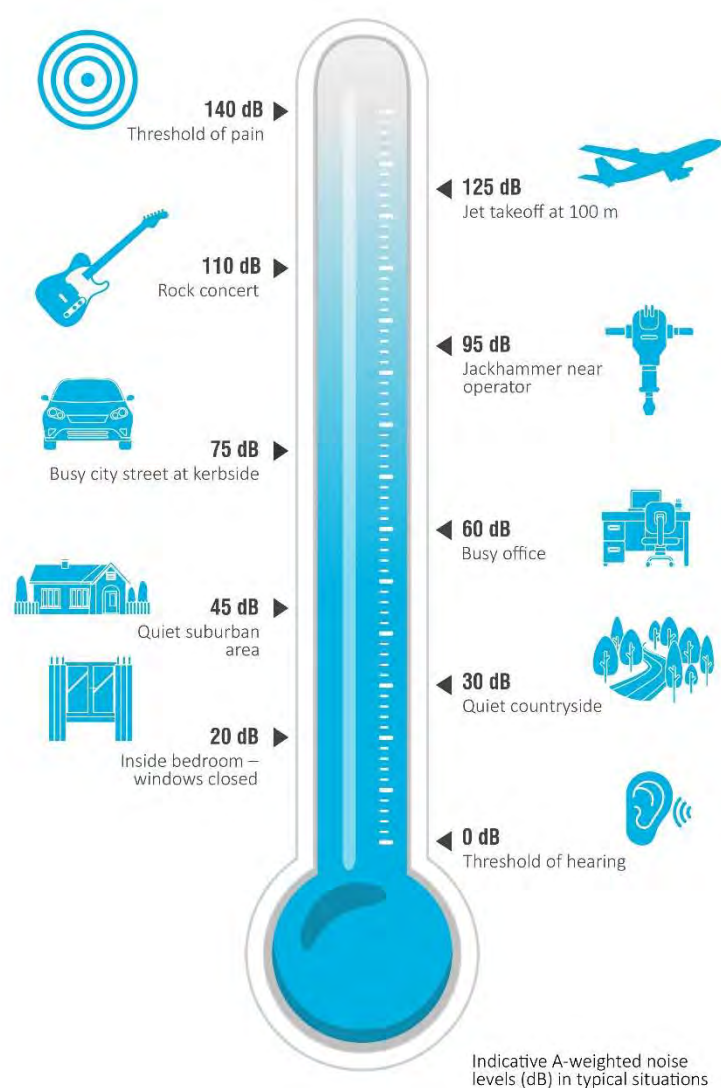 140 dB
Threshold of pain
125 dB
Jet takeoff at 100 m
110 dB
Rock concert
95 dB
Jackhammer near
operator
75 dB
Busy city street at kerbside
60 dB
Busy office
45 dB
Quiet suburban
area
30 dB
Quiet countryside
20 dB
Inside bedroom –
windows closed
0 dB
Threshold of hearing
Indicative A-weighted noise
levels (dB) in typical situations